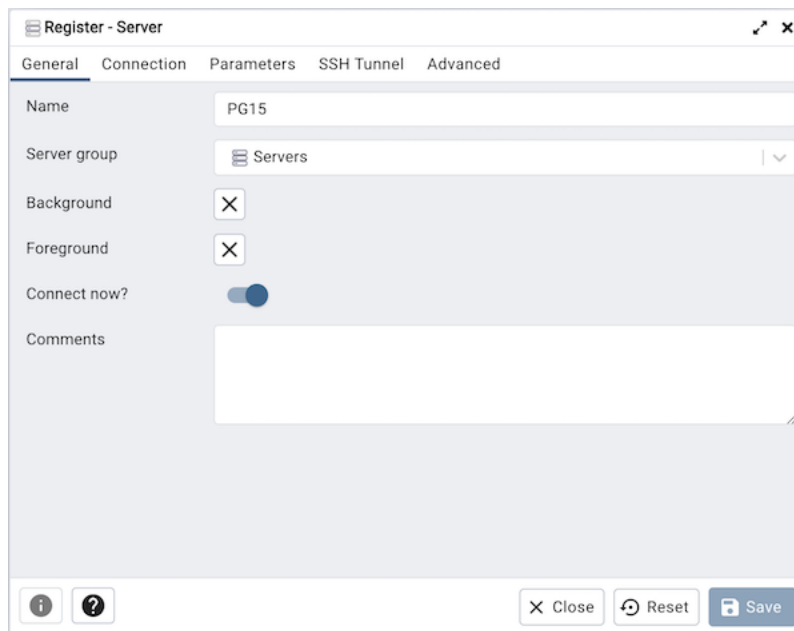 Register - Server
General Connection Parameters SSH Tunnel Advanced
Name PG15
Server group Servers
Background
Foreground
Connect now?
Comments
Close Reset Save